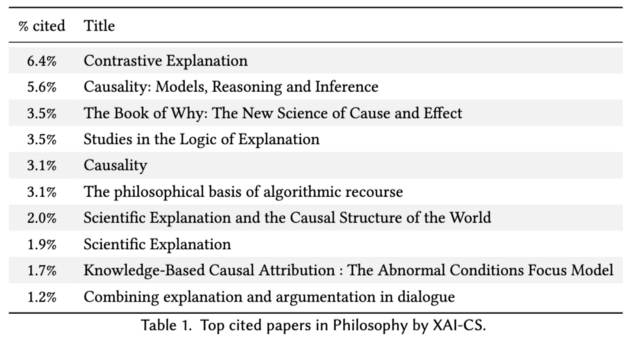 % cited Title
6.4% Contrastive Explanation
5.6% Causality: Models, Reasoning and Inference
3.5% The Book of Why: The New Science of Cause and Effect
3.5% Studies in the Logic of Explanation
3.1% Causality
3.1% The philosophical basis of algorithmic recourse
2.0% Scientific Explanation and the Causal Structure of the World
1.9% Scientific Explanation
1.7% Knowledge-Based Causal Attribution : The Abnormal Conditions Focus Model
1.2% Combining explanation and argumentation in dialogue
Table 1. Top cited papers in Philosophy by XAI-CS.